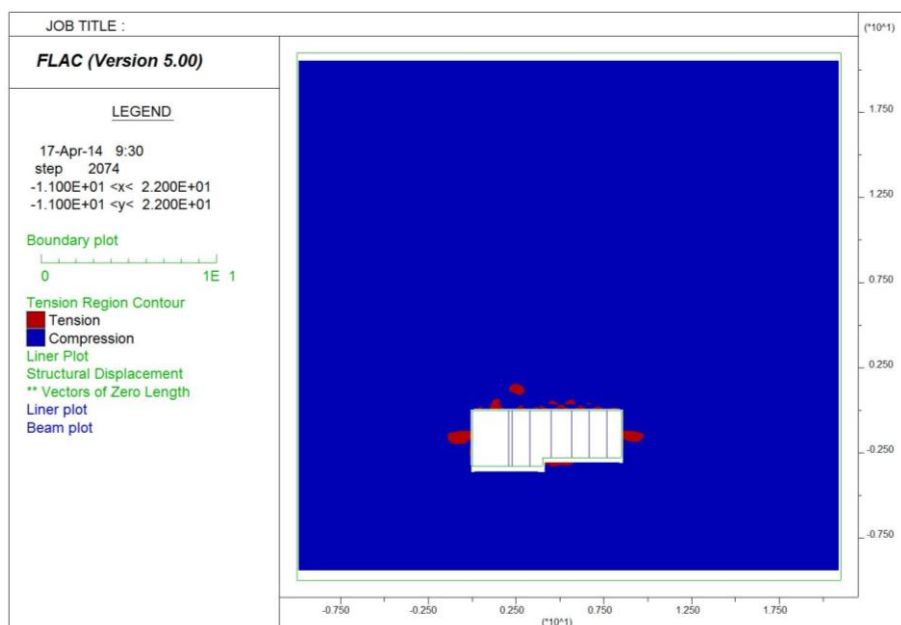 JOB TITLE :
(*10^1)
FLAC (Version 5.00)
LEGEND
17-Apr-14 9:30
step 2074
-1.100E+01 <x< 2.200E+01
-1.100E+01 <y< 2.200E+01
Boundary plot
0 1E 1
Tension Region Contour
Tension
Compression
Liner Plot
Structural Displacement
** Vectors of Zero Length
Liner plot
Beam plot
1.750
1.250
0.750
0.250
-0.250
-0.750
-0.750 -0.250 0.250 0.750 1.250 1.750
(*10^1)